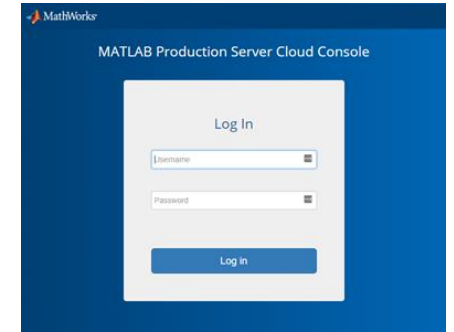 MathWorks
MATLAB Production Server Cloud Console
Log In
Username
Password
Log in